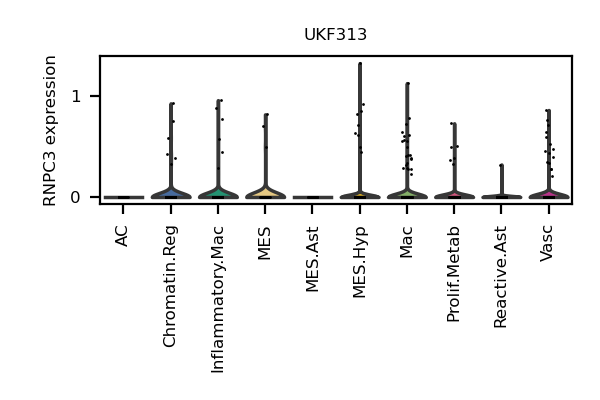 UKF313
RNPC3 expression
1
0
AC
Chromatin.Reg
Inflammatory.Mac
MES
MES.Ast
MES.Hyp
Mac
Prolif.Metab
Reactive.Ast
Vasc